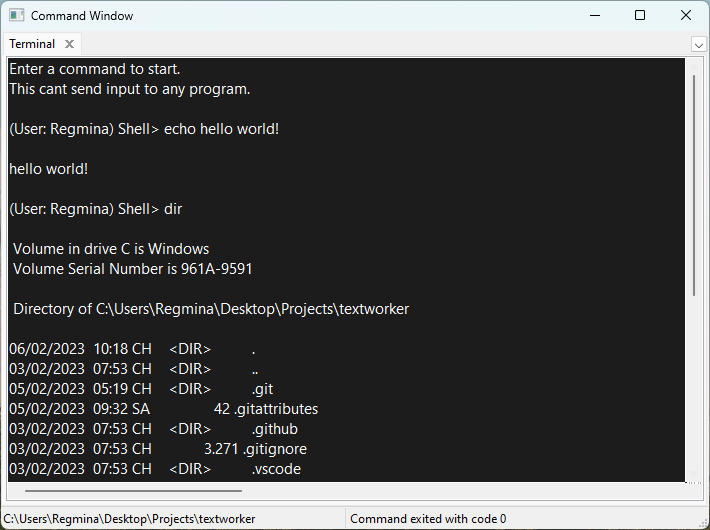 Command Window
Terminal
Enter a command to start.
This cant send input to any program.
(User: Regmina) Shell> echo hello world!
hello world!
(User: Regmina) Shell> dir
Volume in drive C is Windows
Volume Serial Number is 961A-9591
Directory of C:\Users\Regmina\Desktop\Projects\textworker
06/02/2023 10:18 CH <DIR> .
03/02/2023 07:53 CH <DIR> ..
05/02/2023 05:19 CH <DIR> .git
05/02/2023 09:32 SA 42 .gitattributes
03/02/2023 07:53 CH <DIR> .github
03/02/2023 07:53 CH 3.271 .gitignore
03/02/2023 07:53 CH <DIR> .vscode
C:\Users\Regmina\Desktop\Projects\textworker Command exited with code 0